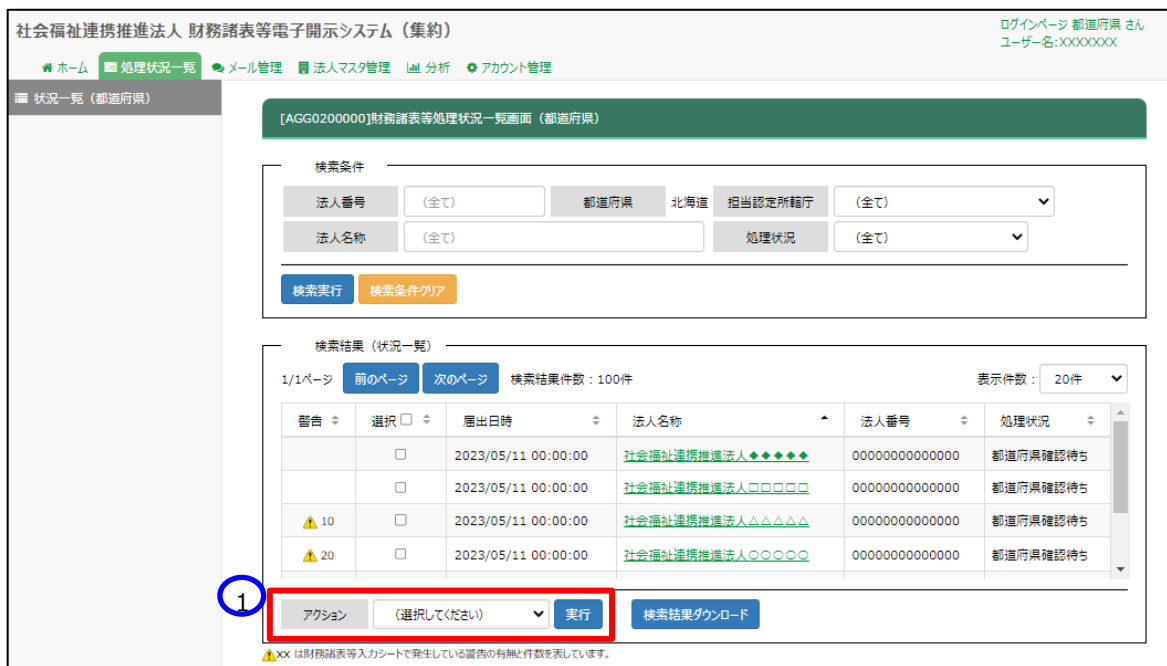 社会福祉連携推進法人 財務諸表等電子開示システム（集約）
ログインページ 都道府県 さん
ユーザー名:XXXXXXX
ホーム 処理状況一覧 メール管理 法人マスタ管理 分析 アカウント管理
状況一覧（都道府県）
[AGG0200000]財務諸表等処理状況一覧画面（都道府県）
検索条件
法人番号 （全て） 都道府県 北海道 担当認定所轄庁 （全て）
法人名称 （全て） 処理状況 （全て）
検索実行 検索条件クリア
検索結果（状況一覧）
1/1ページ 前のページ 次のページ 検索結果件数：100件 表示件数： 20件
警告 選択 届出日時 法人名称 法人番号 処理状況
2023/05/11 00:00:00 社会福祉連携推進法人◆◆◆◆◆ 00000000000000 都道府県確認待ち
2023/05/11 00:00:00 社会福祉連携推進法人□□□□□ 00000000000000 都道府県確認待ち
10 2023/05/11 00:00:00 社会福祉連携推進法人△△△△△ 00000000000000 都道府県確認待ち
20 2023/05/11 00:00:00 社会福祉連携推進法人○○○○○ 00000000000000 都道府県確認待ち
1
アクション （選択してください） 実行 検索結果ダウンロード
xx は財務諸表等入力シートで発生している警告の有無と件数を表しています。